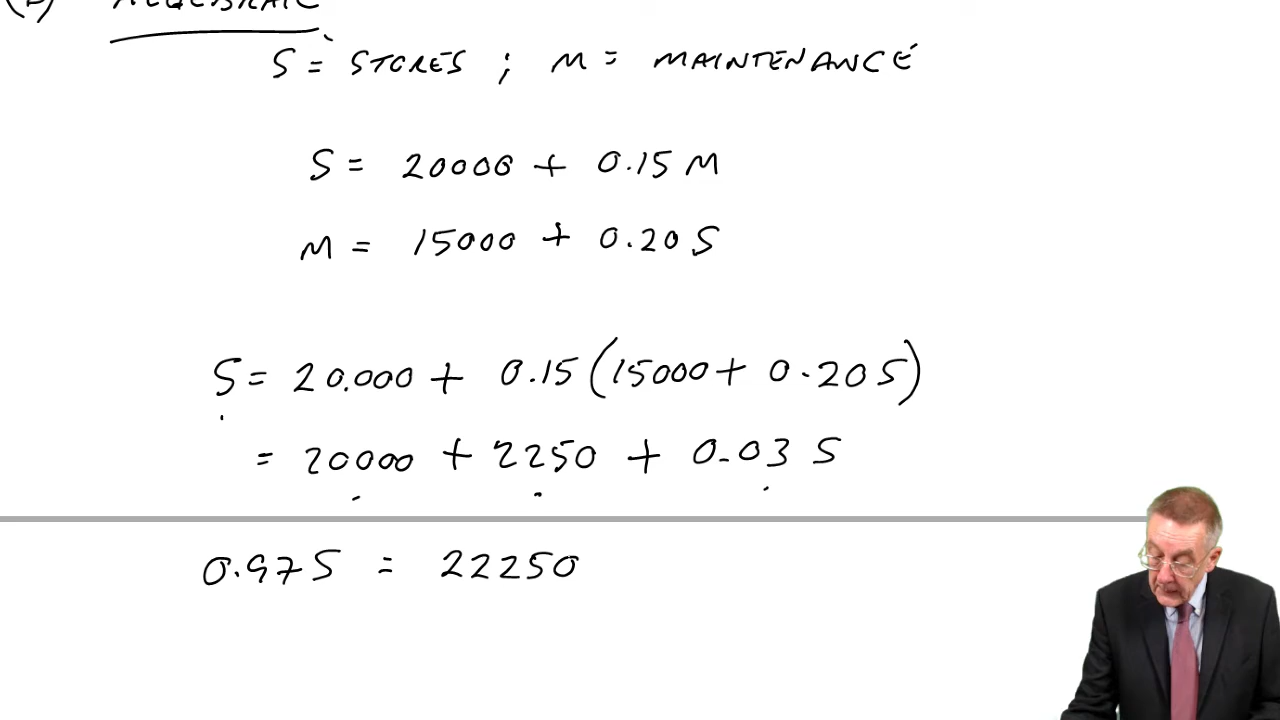 S = STORES ; M = MAINTENANCE
S = 20000 + 0.15 M
M = 15000 + 0.20 S
S = 20,000 + 0.15 (15000 + 0.20 S)
= 20000 + 2250 + 0.03 S
0.97 S = 22250